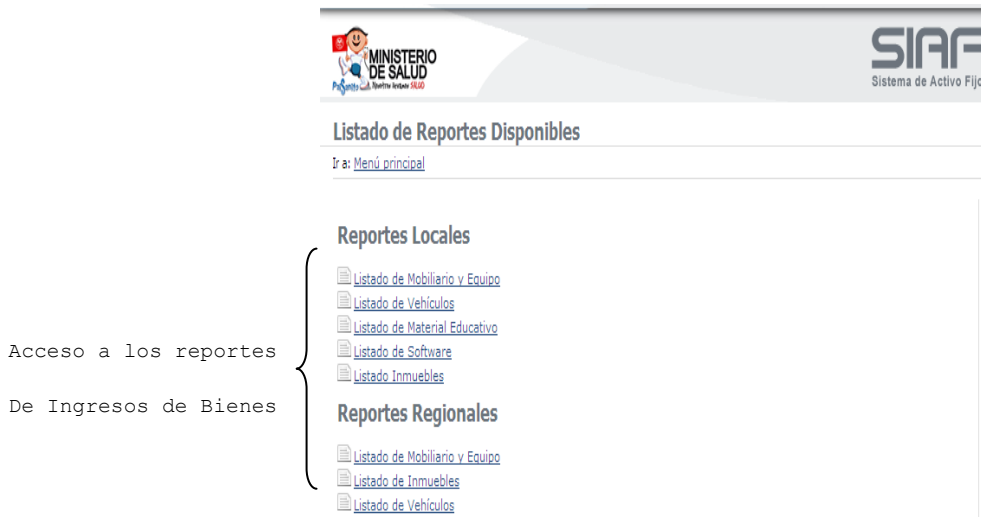 MINISTERIO
DE SALUD
SIAF
Sistema de Activo Fijo
Listado de Reportes Disponibles
Ir a: Menú principal
Reportes Locales
Listado de Mobiliario y Equipo
Listado de Vehículos
Listado de Material Educativo
Listado de Software
Listado Inmuebles
Acceso a los reportes
De Ingresos de Bienes
Reportes Regionales
Listado de Mobiliario y Equipo
Listado de Inmuebles
Listado de Vehículos